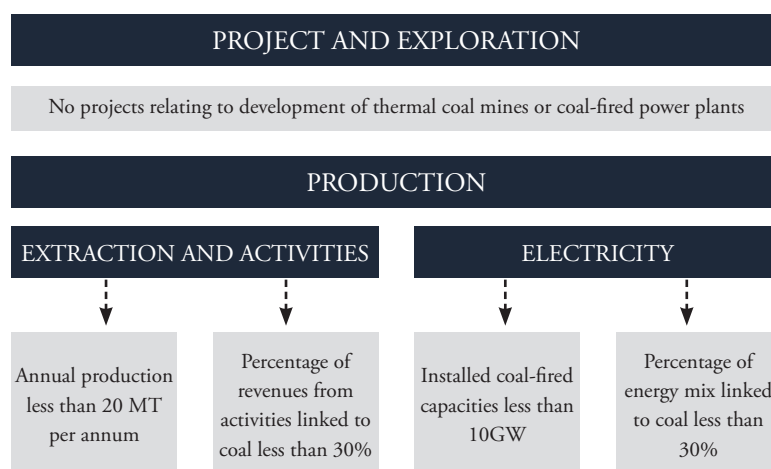 PROJECT AND EXPLORATION
No projects relating to development of thermal coal mines or coal-fired power plants
PRODUCTION
EXTRACTION AND ACTIVITIES
ELECTRICITY
Annual production
less than 20 MT
per annum
Percentage of
revenues from
activities linked to
coal less than 30%
Installed coal-fired
capacities less than
10GW
Percentage of
energy mix linked
to coal less than
30%